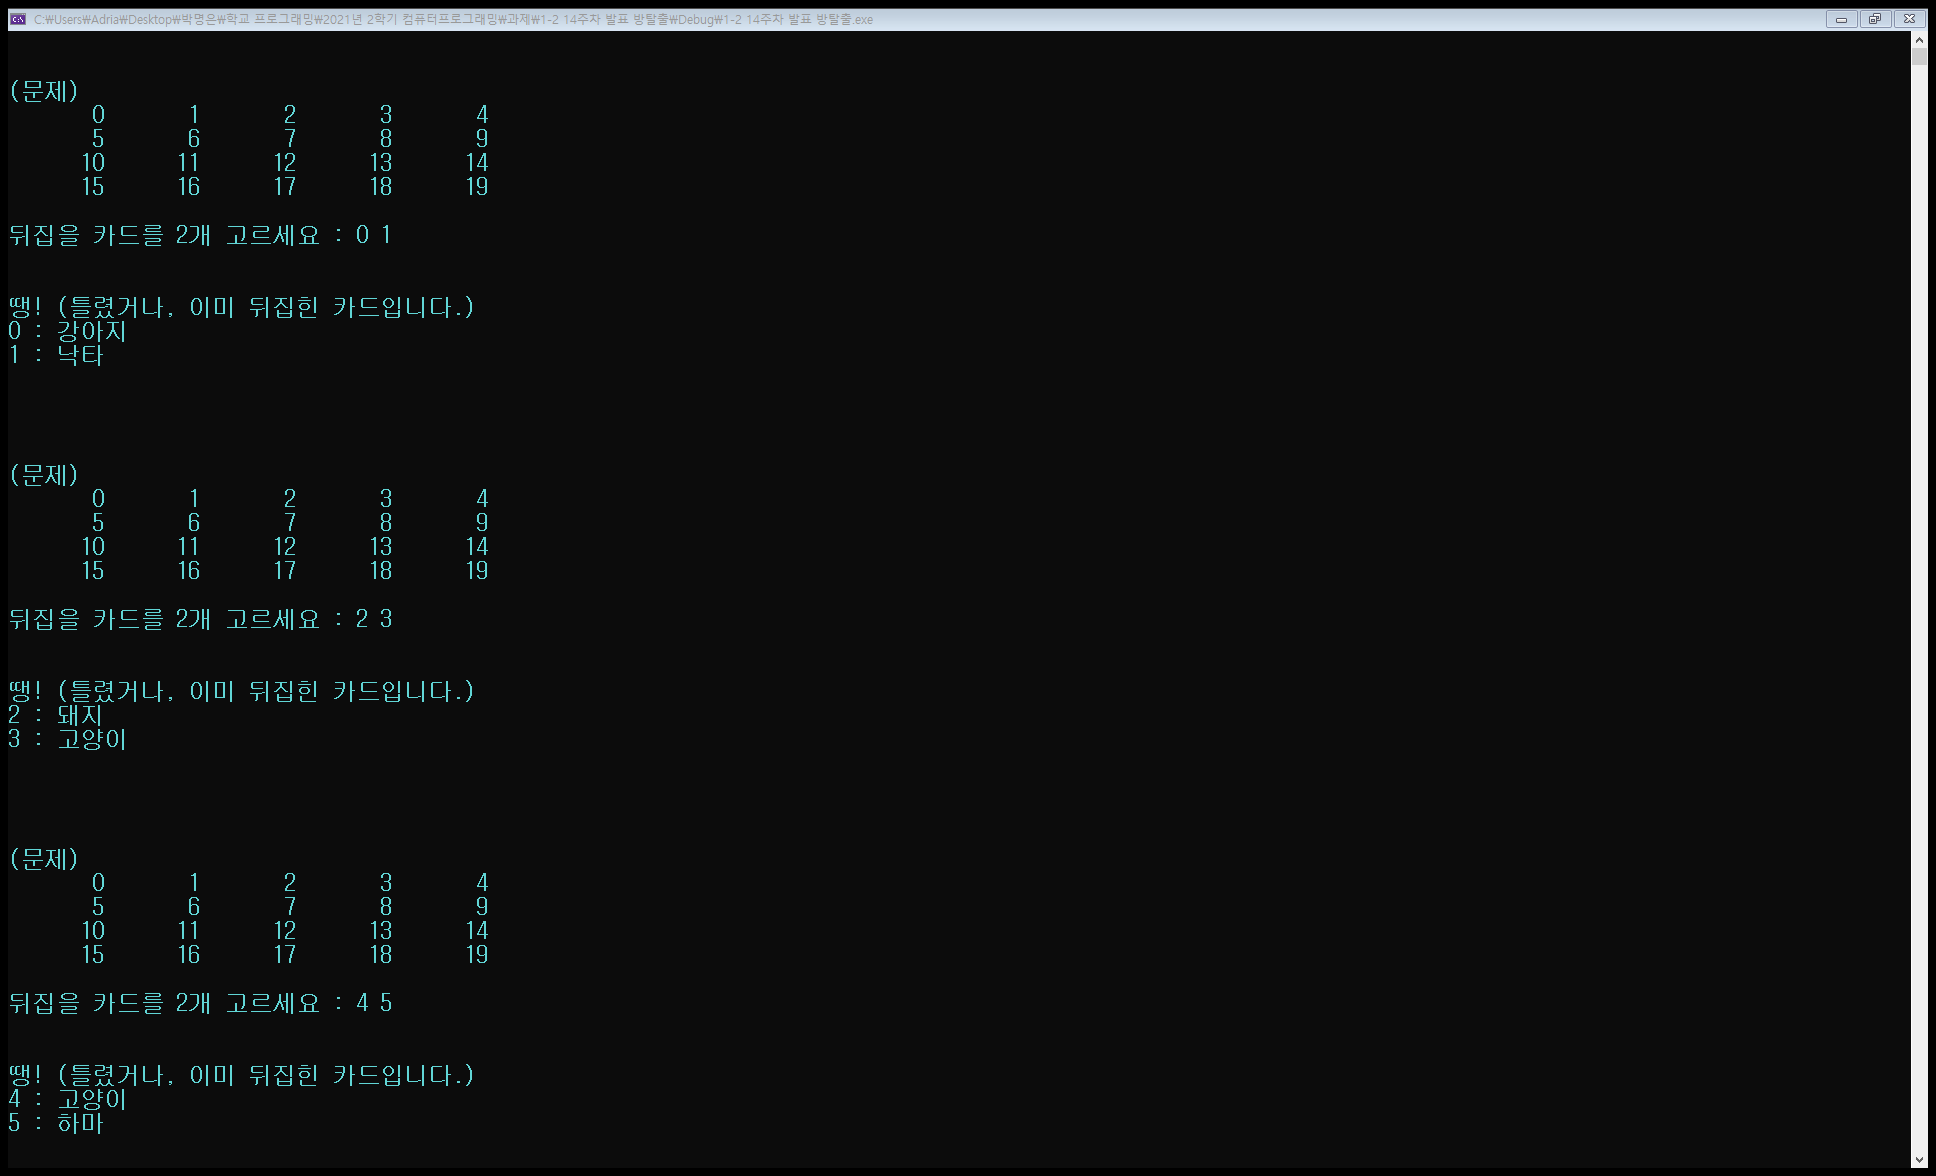 C:\Users\Adria\Desktop\박명은\학교 프로그래밍\2021년 2학기 컴퓨터프로그래밍\과제\1-2 14주차 발표 방탈출\Debug\1-2 14주차 발표 방탈출.exe
(문제)
0 1 2 3 4
5 6 7 8 9
10 11 12 13 14
15 16 17 18 19
뒤집을 카드를 2개 고르세요 : 0 1
땡! (틀렸거나, 이미 뒤집힌 카드입니다.)
0 : 강아지
1 : 낙타
(문제)
0 1 2 3 4
5 6 7 8 9
10 11 12 13 14
15 16 17 18 19
뒤집을 카드를 2개 고르세요 : 2 3
땡! (틀렸거나, 이미 뒤집힌 카드입니다.)
2 : 돼지
3 : 고양이
(문제)
0 1 2 3 4
5 6 7 8 9
10 11 12 13 14
15 16 17 18 19
뒤집을 카드를 2개 고르세요 : 4 5
땡! (틀렸거나, 이미 뒤집힌 카드입니다.)
4 : 고양이
5 : 하마